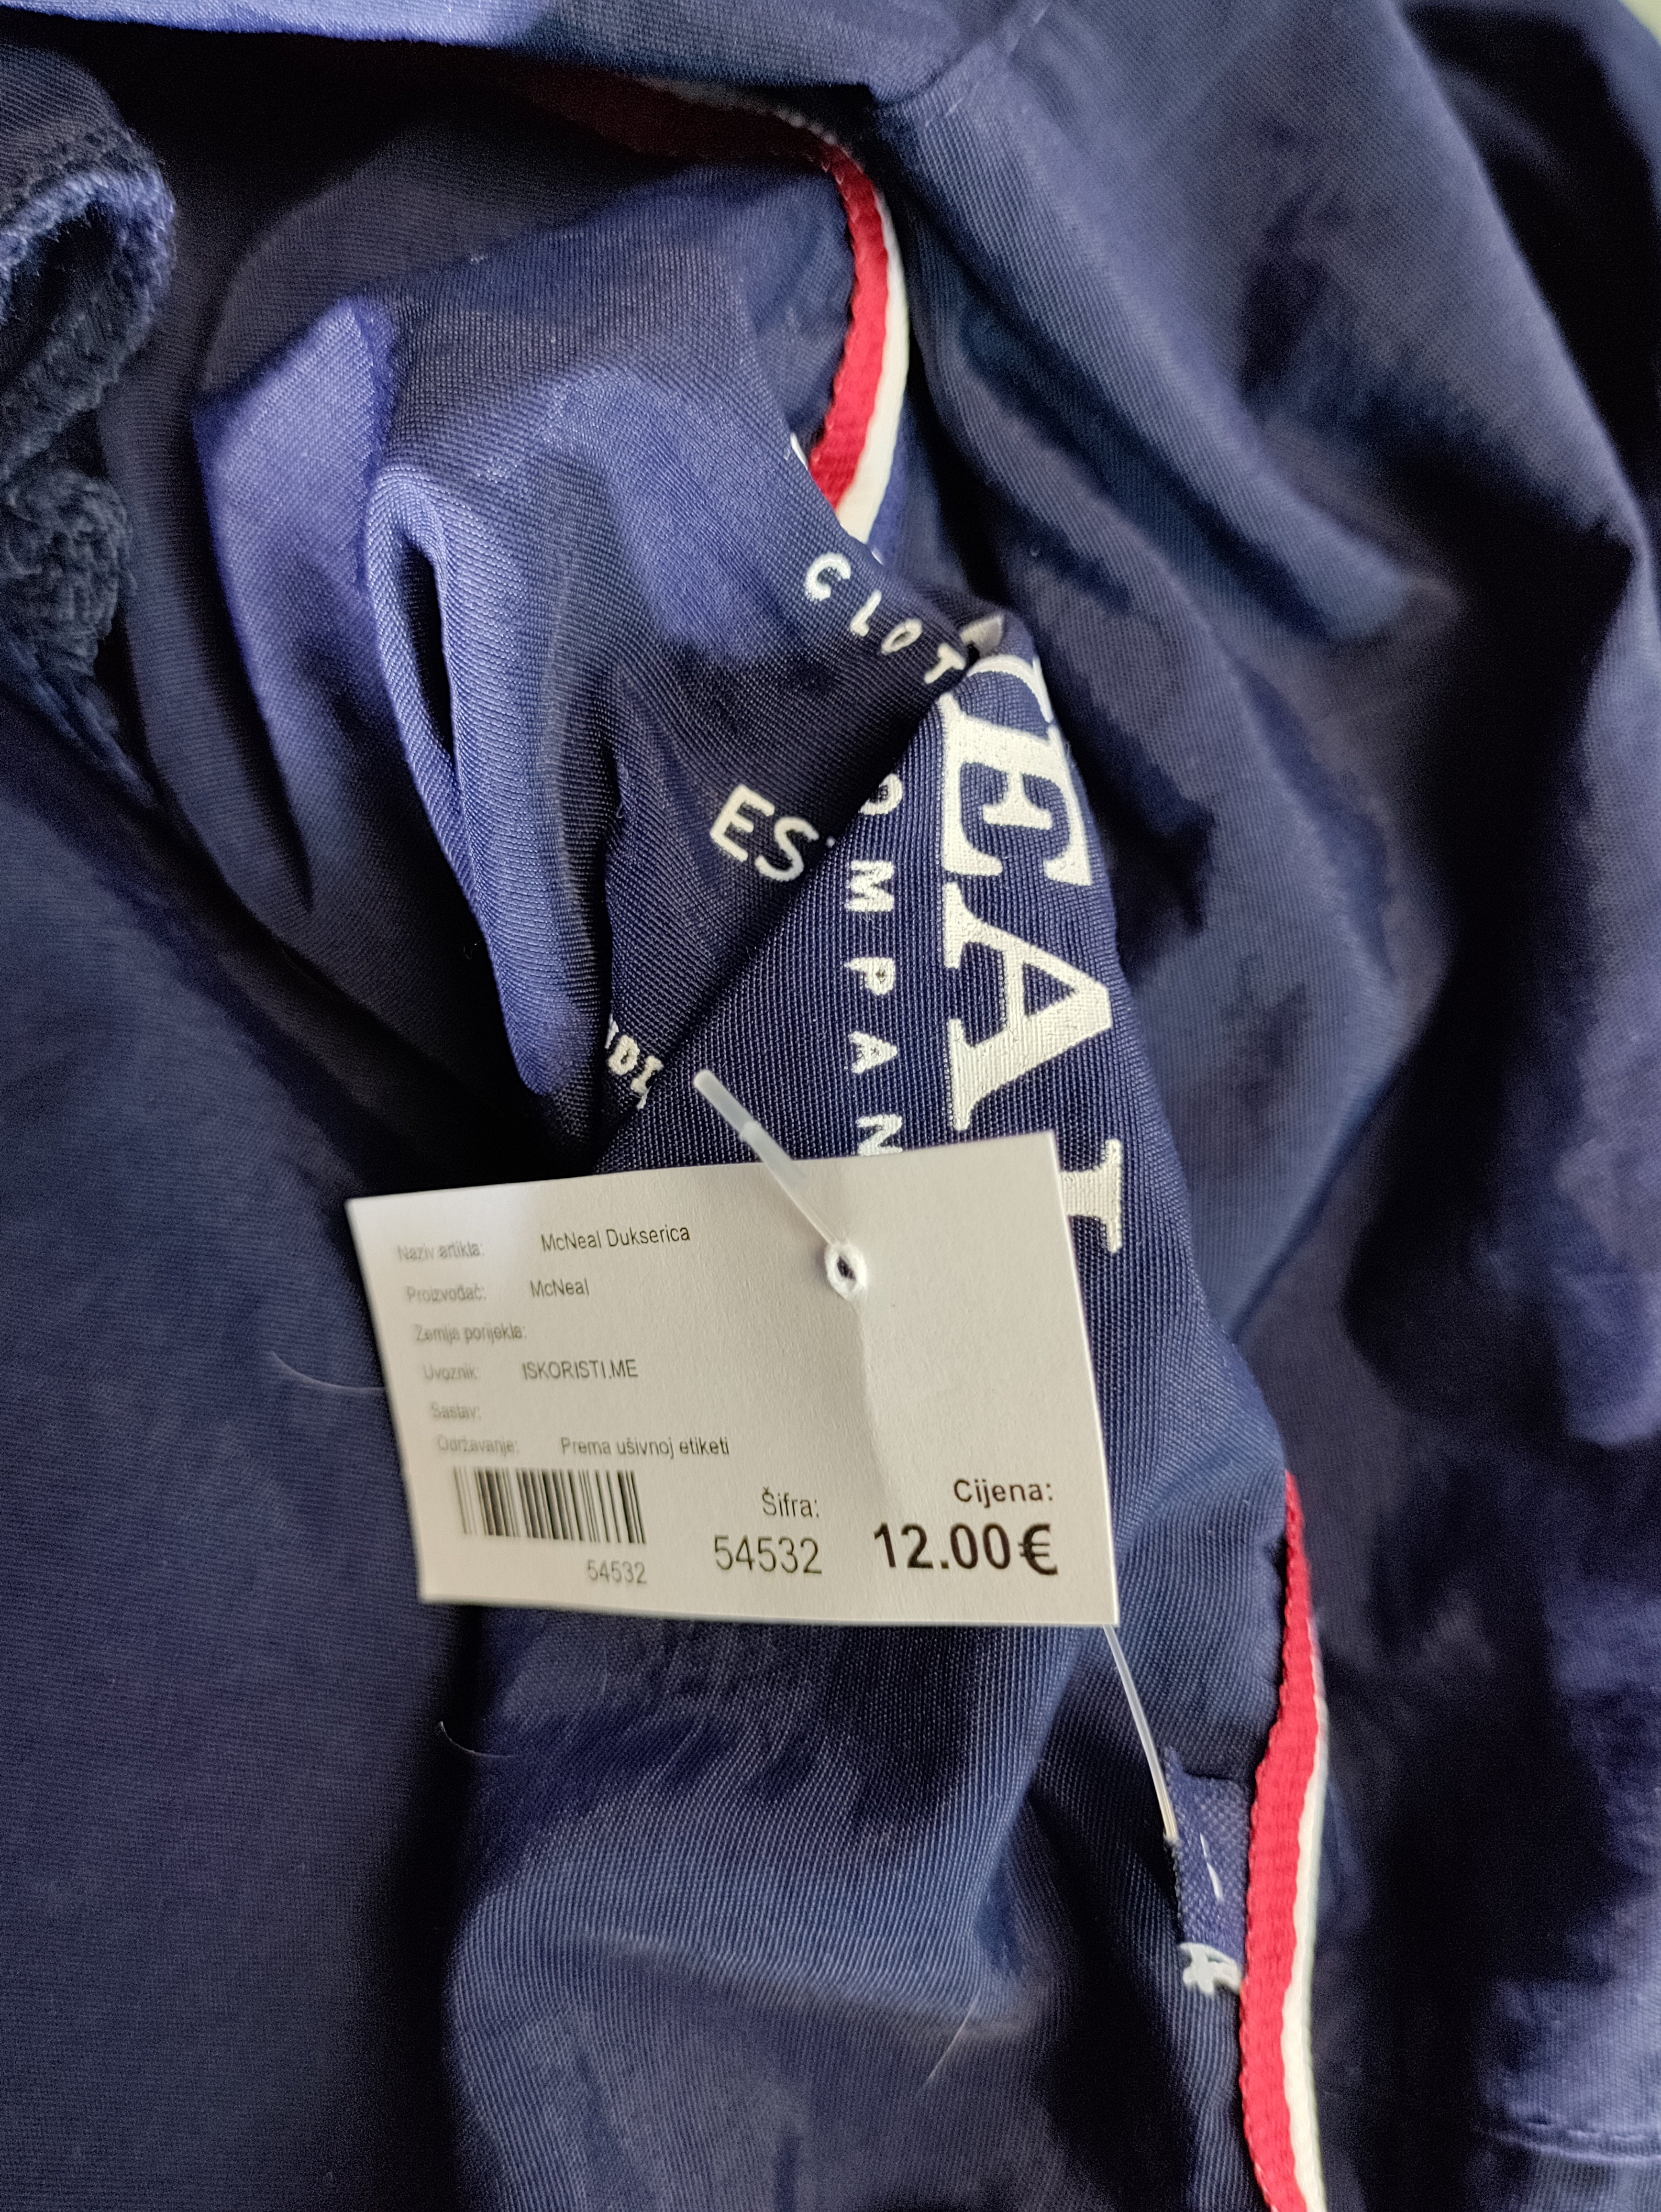 CLOT
EAL
ES
OMPAN
Naziv artikla: McNeal Dukserica
Proizvođač: McNeal
Zemlja porijekla:
Uvoznik: ISKORISTI.ME
Sastav:
Održavanje: Prema ušivnoj etiketi
Šifra: Cijena:
54532 54532 12.00€